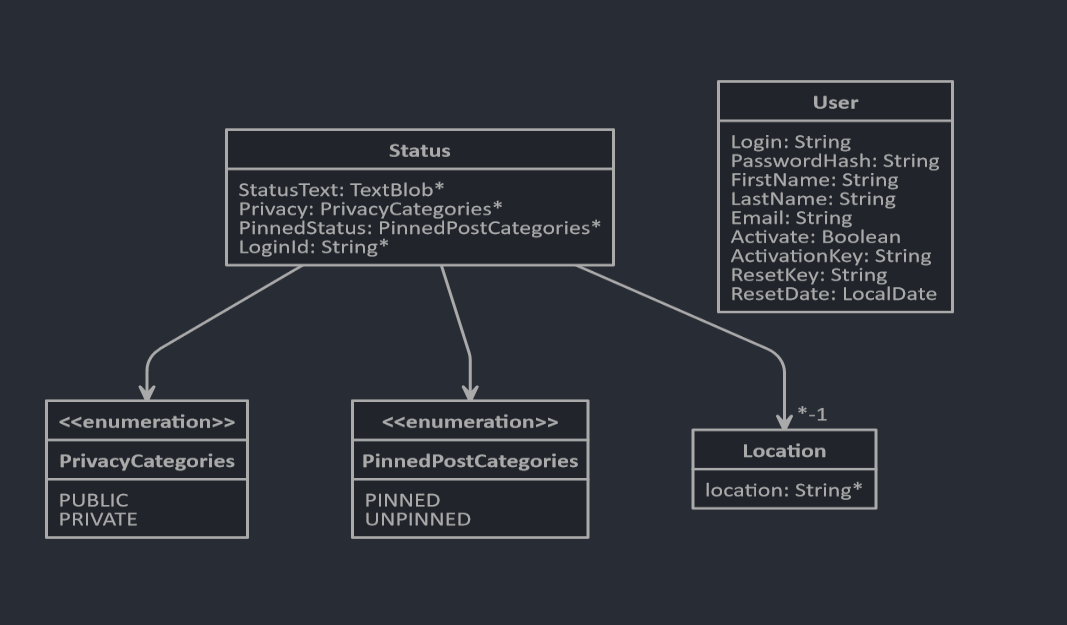 Status
StatusText: TextBlob*
Privacy: PrivacyCategories*
PinnedStatus: PinnedPostCategories*
LoginId: String*
User
Login: String
PasswordHash: String
FirstName: String
LastName: String
Email: String
Activate: Boolean
ActivationKey: String
ResetKey: String
ResetDate: LocalDate
<<enumeration>>
PrivacyCategories
PUBLIC
PRIVATE
<<enumeration>>
PinnedPostCategories
PINNED
UNPINNED
*-1
Location
location: String*